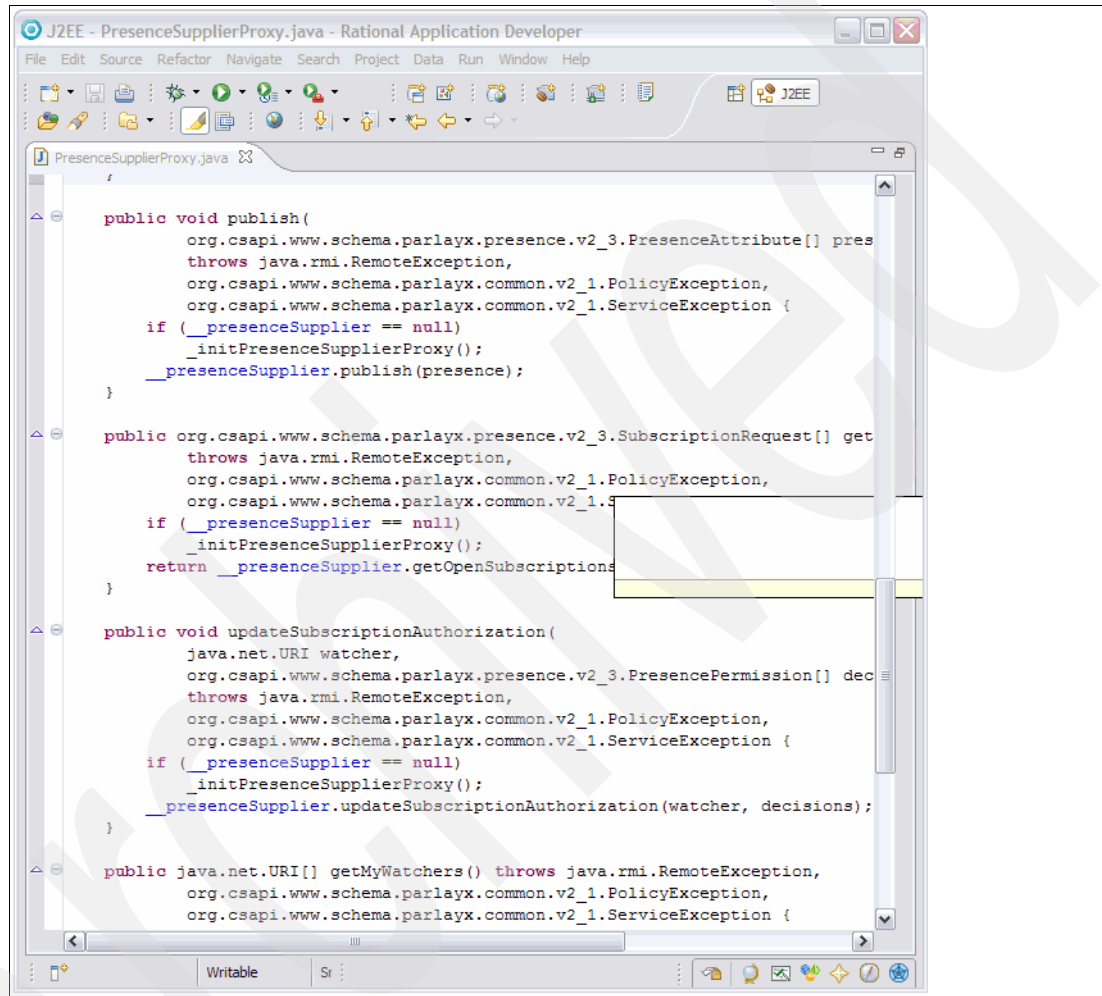 J2EE - PresenceSupplierProxy.java - Rational Application Developer
File Edit Source Refactor Navigate Search Project Data Run Window Help
J2EE
PresenceSupplierProxy.java
}
public void publish(
org.csapi.www.schema.parlayx.presence.v2_3.PresenceAttribute[] pres
throws java.rmi.RemoteException,
org.csapi.www.schema.parlayx.common.v2_1.PolicyException,
org.csapi.www.schema.parlayx.common.v2_1.ServiceException {
if (__presenceSupplier == null)
_initPresenceSupplierProxy();
__presenceSupplier.publish(presence);
}
public org.csapi.www.schema.parlayx.presence.v2_3.SubscriptionRequest[] get
throws java.rmi.RemoteException,
org.csapi.www.schema.parlayx.common.v2_1.PolicyException,
org.csapi.www.schema.parlayx.common.v2_1.S
if (__presenceSupplier == null)
_initPresenceSupplierProxy();
return __presenceSupplier.getOpenSubscriptions
}
public void updateSubscriptionAuthorization(
java.net.URI watcher,
org.csapi.www.schema.parlayx.presence.v2_3.PresencePermission[] dec
throws java.rmi.RemoteException,
org.csapi.www.schema.parlayx.common.v2_1.PolicyException,
org.csapi.www.schema.parlayx.common.v2_1.ServiceException {
if (__presenceSupplier == null)
_initPresenceSupplierProxy();
__presenceSupplier.updateSubscriptionAuthorization(watcher, decisions);
}
public java.net.URI[] getMyWatchers() throws java.rmi.RemoteException,
org.csapi.www.schema.parlayx.common.v2_1.PolicyException,
org.csapi.www.schema.parlayx.common.v2_1.ServiceException {
Writable
rchived